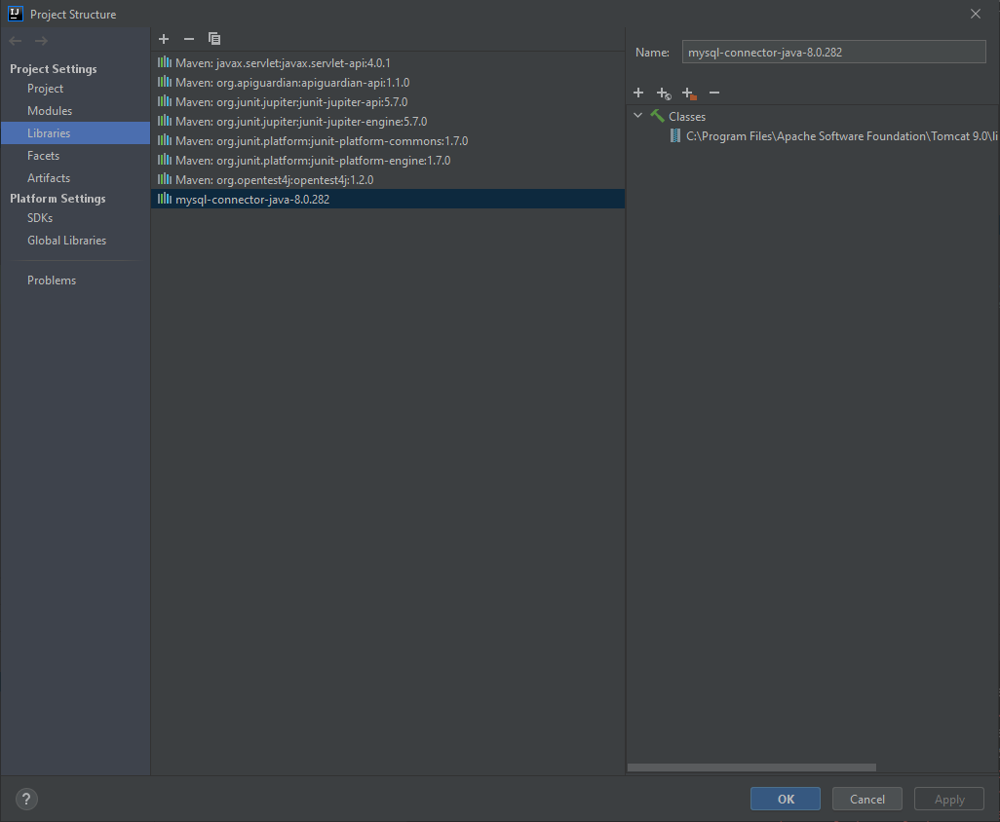 IJ
Project Structure
Project Settings
Project
Modules
Libraries
Facets
Artifacts
Platform Settings
SDKs
Global Libraries
Problems
Maven: javax.servlet:javax.servlet-api:4.0.1
Maven: org.apiguardian:apiguardian-api:1.1.0
Maven: org.junit.jupiter:junit-jupiter-api:5.7.0
Maven: org.junit.jupiter:junit-jupiter-engine:5.7.0
Maven: org.junit.platform:junit-platform-commons:1.7.0
Maven: org.junit.platform:junit-platform-engine:1.7.0
Maven: org.opentest4j:opentest4j:1.2.0
mysql-connector-java-8.0.282
Name: mysql-connector-java-8.0.282
Classes
C:\Program Files\Apache Software Foundation\Tomcat 9.0\li
?
OK Cancel Apply